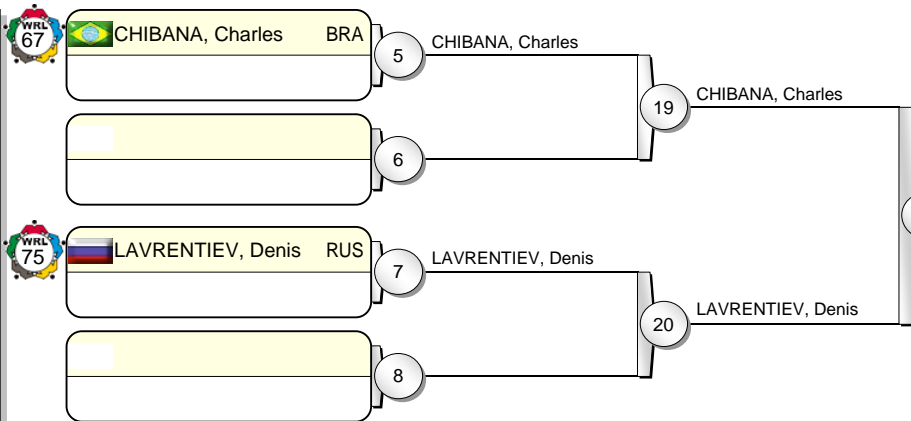 WRL
67
CHIBANA, Charles BRA
5
CHIBANA, Charles
19
CHIBANA, Charles
6
WRL
75
LAVRENTIEV, Denis RUS
7
LAVRENTIEV, Denis
20
LAVRENTIEV, Denis
8